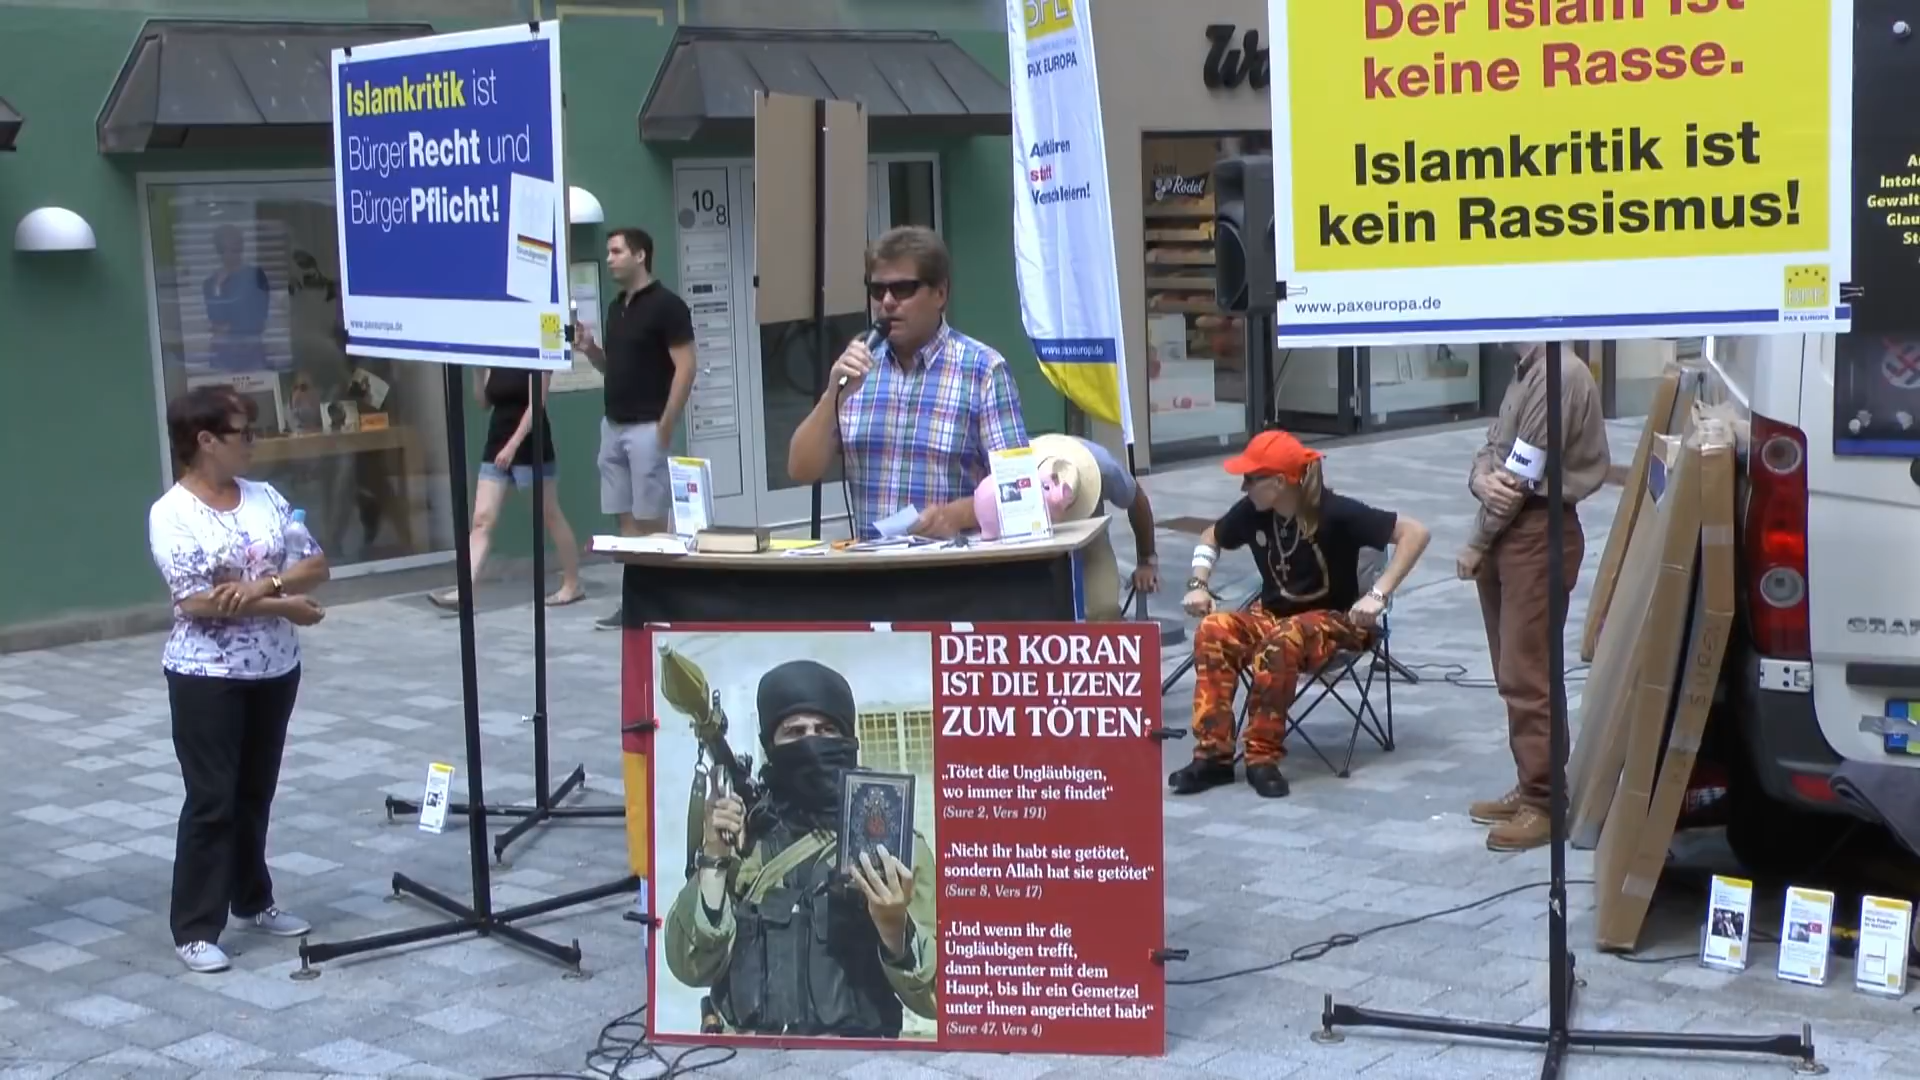 Islamkritik ist
BürgerRecht und
BürgerPflicht!
Grundgesetz
www.paxeuropa.de
10
8
PAX EUROPA
Aufklären
statt
Verschleiern!
www.paxeuropa.de
Rödel
Der Islam ist
keine Rasse.
Islamkritik ist
kein Rassismus!
www.paxeuropa.de
BPE
PAX EUROPA
DER KORAN
IST DIE LIZENZ
ZUM TÖTEN:
„Tötet die Ungläubigen,
wo immer ihr sie findet“
(Sure 2, Vers 191)
„Nicht ihr habt sie getötet,
sondern Allah hat sie getötet“
(Sure 8, Vers 17)
„Und wenn ihr die
Ungläubigen trefft,
dann herunter mit dem
Haupt, bis ihr ein Gemetzel
unter ihnen angerichtet habt“
(Sure 47, Vers 4)